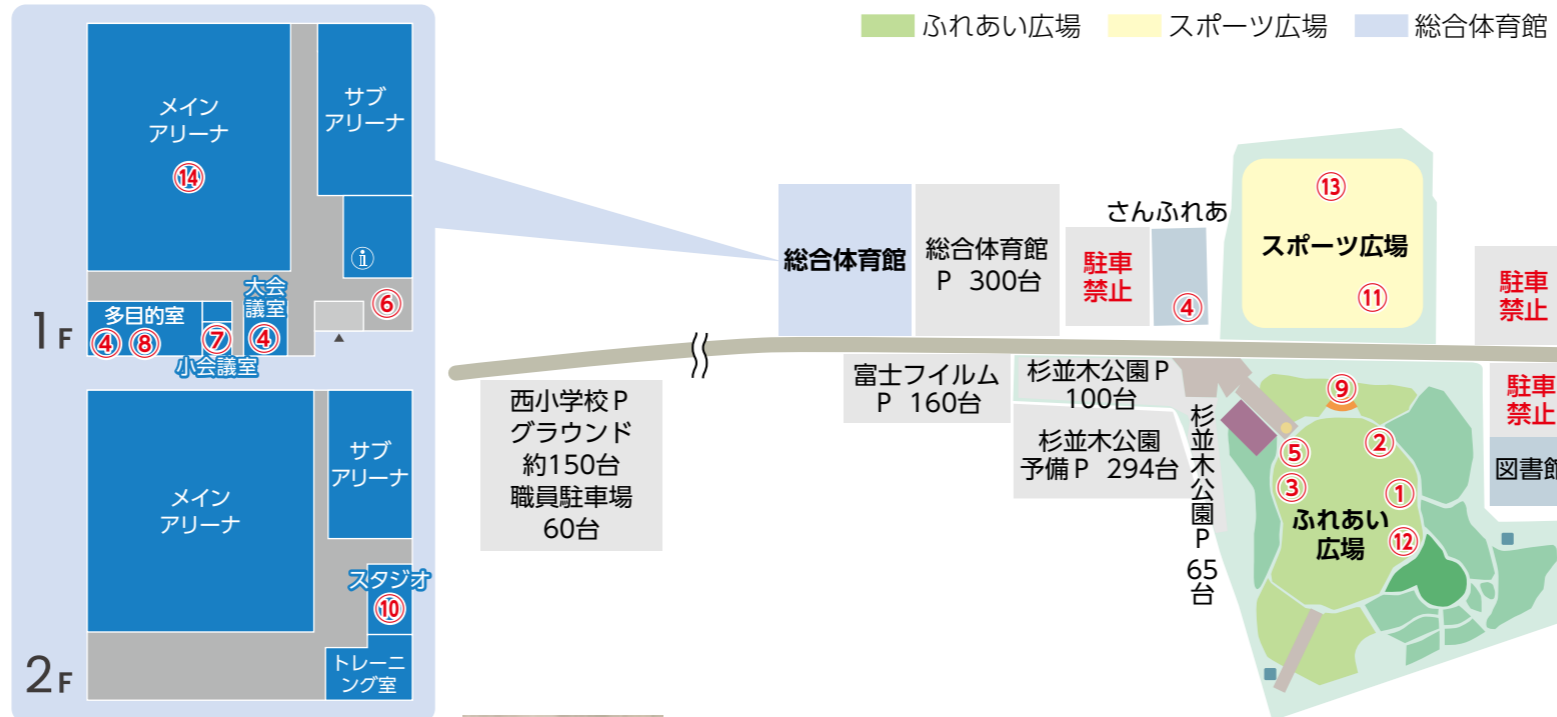 ふれあい広場
スポーツ広場
総合体育館
メイン
アリーナ
⑭
サブ
アリーナ
大会
議室
④
⑥
多目的室
④ ⑧
⑦
小会議室
1F
メイン
アリーナ
サブ
アリーナ
スタジオ
⑩
トレーニ
ング室
2F
総合体育館
総合体育館
P 300台
駐車
禁止
さんふれあ
④
⑬
スポーツ広場
⑪
駐車
禁止
西小学校P
グラウンド
約150台
職員駐車場
60台
富士フイルム
P 160台
杉並木公園P
100台
杉並木公園
予備P 294台
杉並木公園P 65台
⑨
②
⑤
③
①
ふれあい
広場
⑫
駐車
禁止
図書館